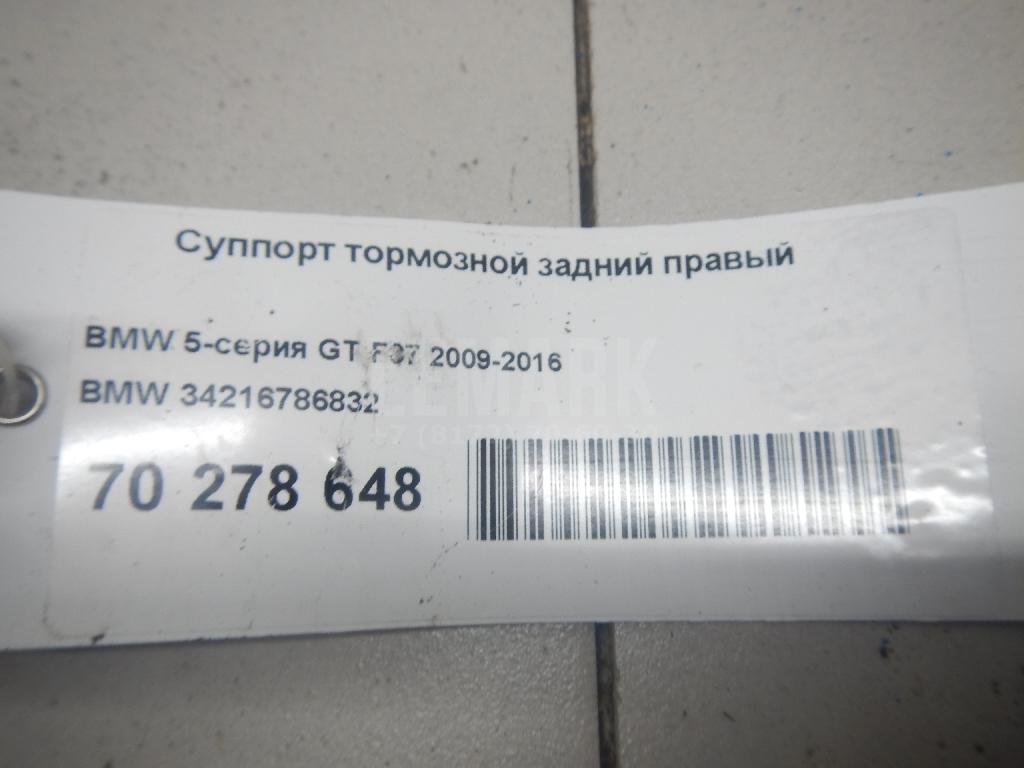 Суппорт тормозной задний правый
BMW 5-серия GT F07 2009-2016
BMW 34216786832
70 278 648